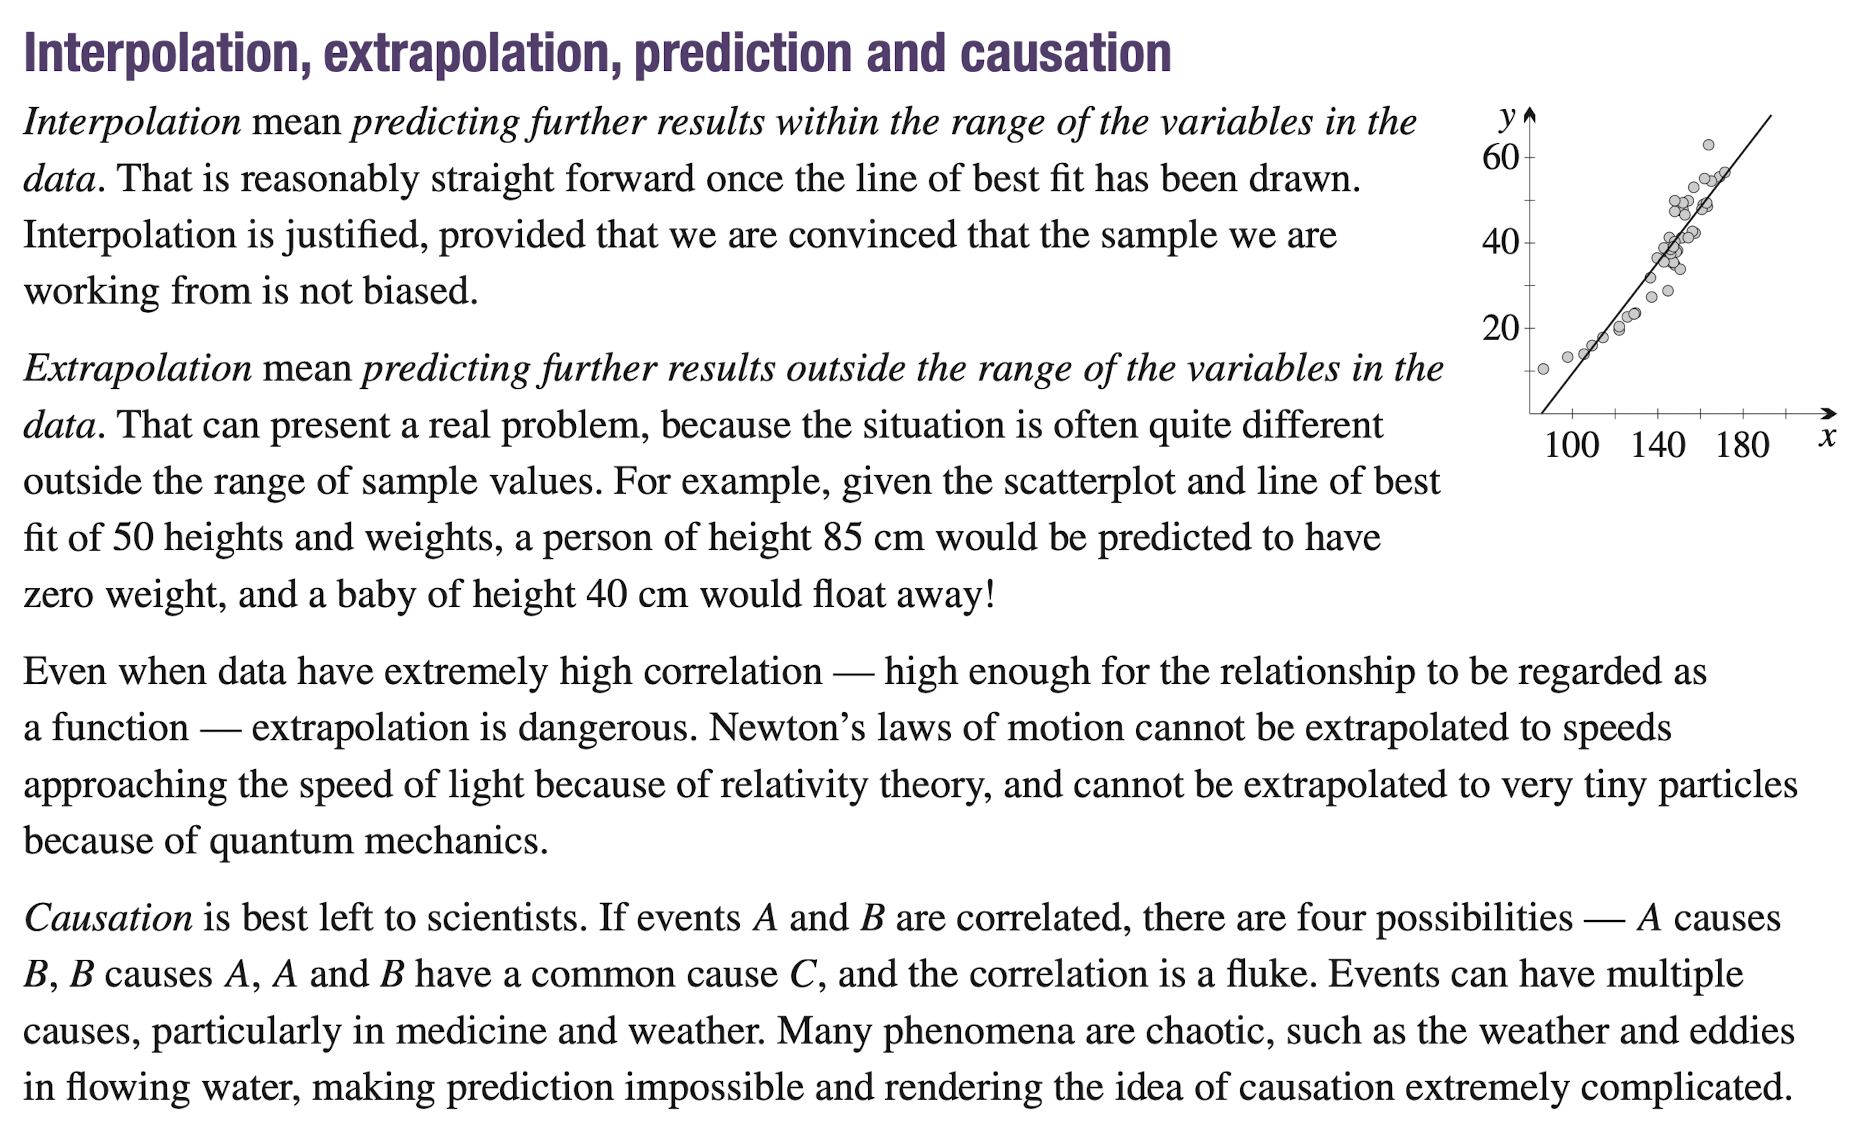 Interpolation, extrapolation, prediction and causation
Interpolation mean predicting further results within the range of the variables in the
data. That is reasonably straight forward once the line of best fit has been drawn.
Interpolation is justified, provided that we are convinced that the sample we are
working from is not biased.
y
60
40
20
100 140 180 x
Extrapolation mean predicting further results outside the range of the variables in the
data. That can present a real problem, because the situation is often quite different
outside the range of sample values. For example, given the scatterplot and line of best
fit of 50 heights and weights, a person of height 85 cm would be predicted to have
zero weight, and a baby of height 40 cm would float away!
Even when data have extremely high correlation — high enough for the relationship to be regarded as
a function — extrapolation is dangerous. Newton’s laws of motion cannot be extrapolated to speeds
approaching the speed of light because of relativity theory, and cannot be extrapolated to very tiny particles
because of quantum mechanics.
Causation is best left to scientists. If events A and B are correlated, there are four possibilities — A causes
B, B causes A, A and B have a common cause C, and the correlation is a fluke. Events can have multiple
causes, particularly in medicine and weather. Many phenomena are chaotic, such as the weather and eddies
in flowing water, making prediction impossible and rendering the idea of causation extremely complicated.